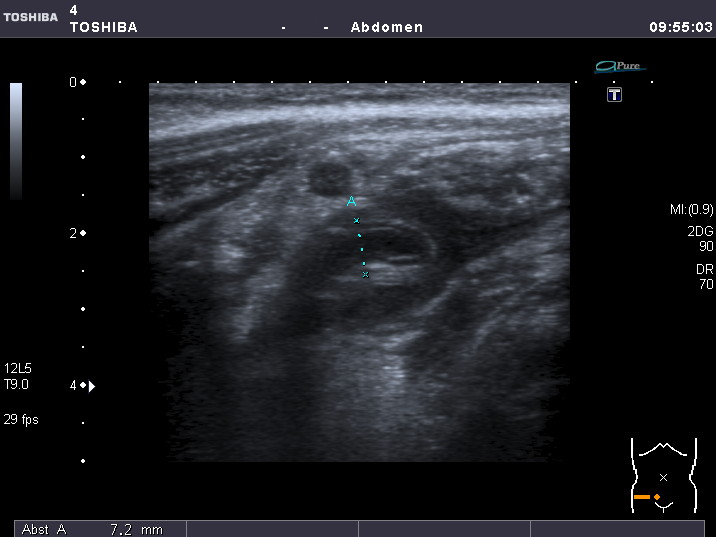 TOSHIBA
4
TOSHIBA - - Abdomen 09:55:03
aPure
T
0
A
MI:(0.9)
2DG
90
DR
70
2
12L5
T9.0
4
29 fps
Abst A 7.2 mm